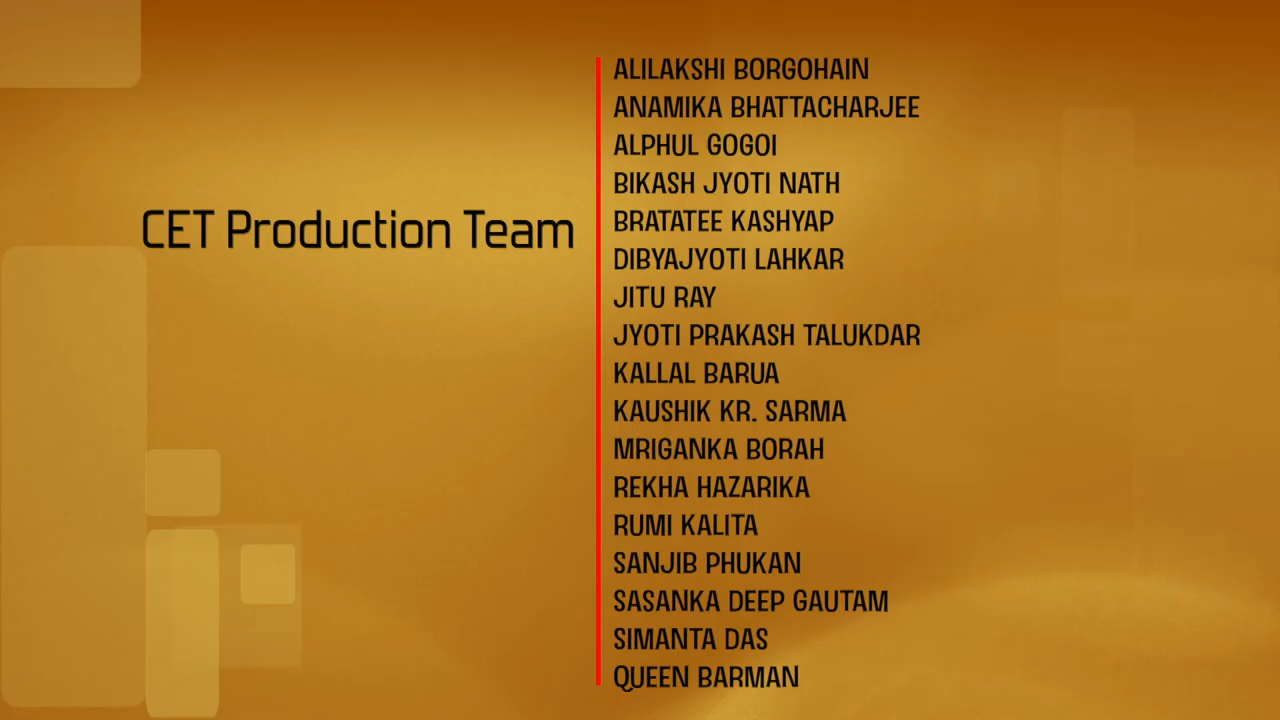 CET Production Team
ALILAKSHI BORGOHAIN
ANAMIKA BHATTACHARJEE
ALPHUL GOGOI
BIKASH JYOTI NATH
BRATATEE KASHYAP
DIBYAJYOTI LAHKAR
JITU RAY
JYOTI PRAKASH TALUKDAR
KALLAL BARUA
KAUSHIK KR. SARMA
MRIGANKA BORAH
REKHA HAZARIKA
RUMI KALITA
SANJIB PHUKAN
SASANKA DEEP GAUTAM
SIMANTA DAS
QUEEN BARMAN